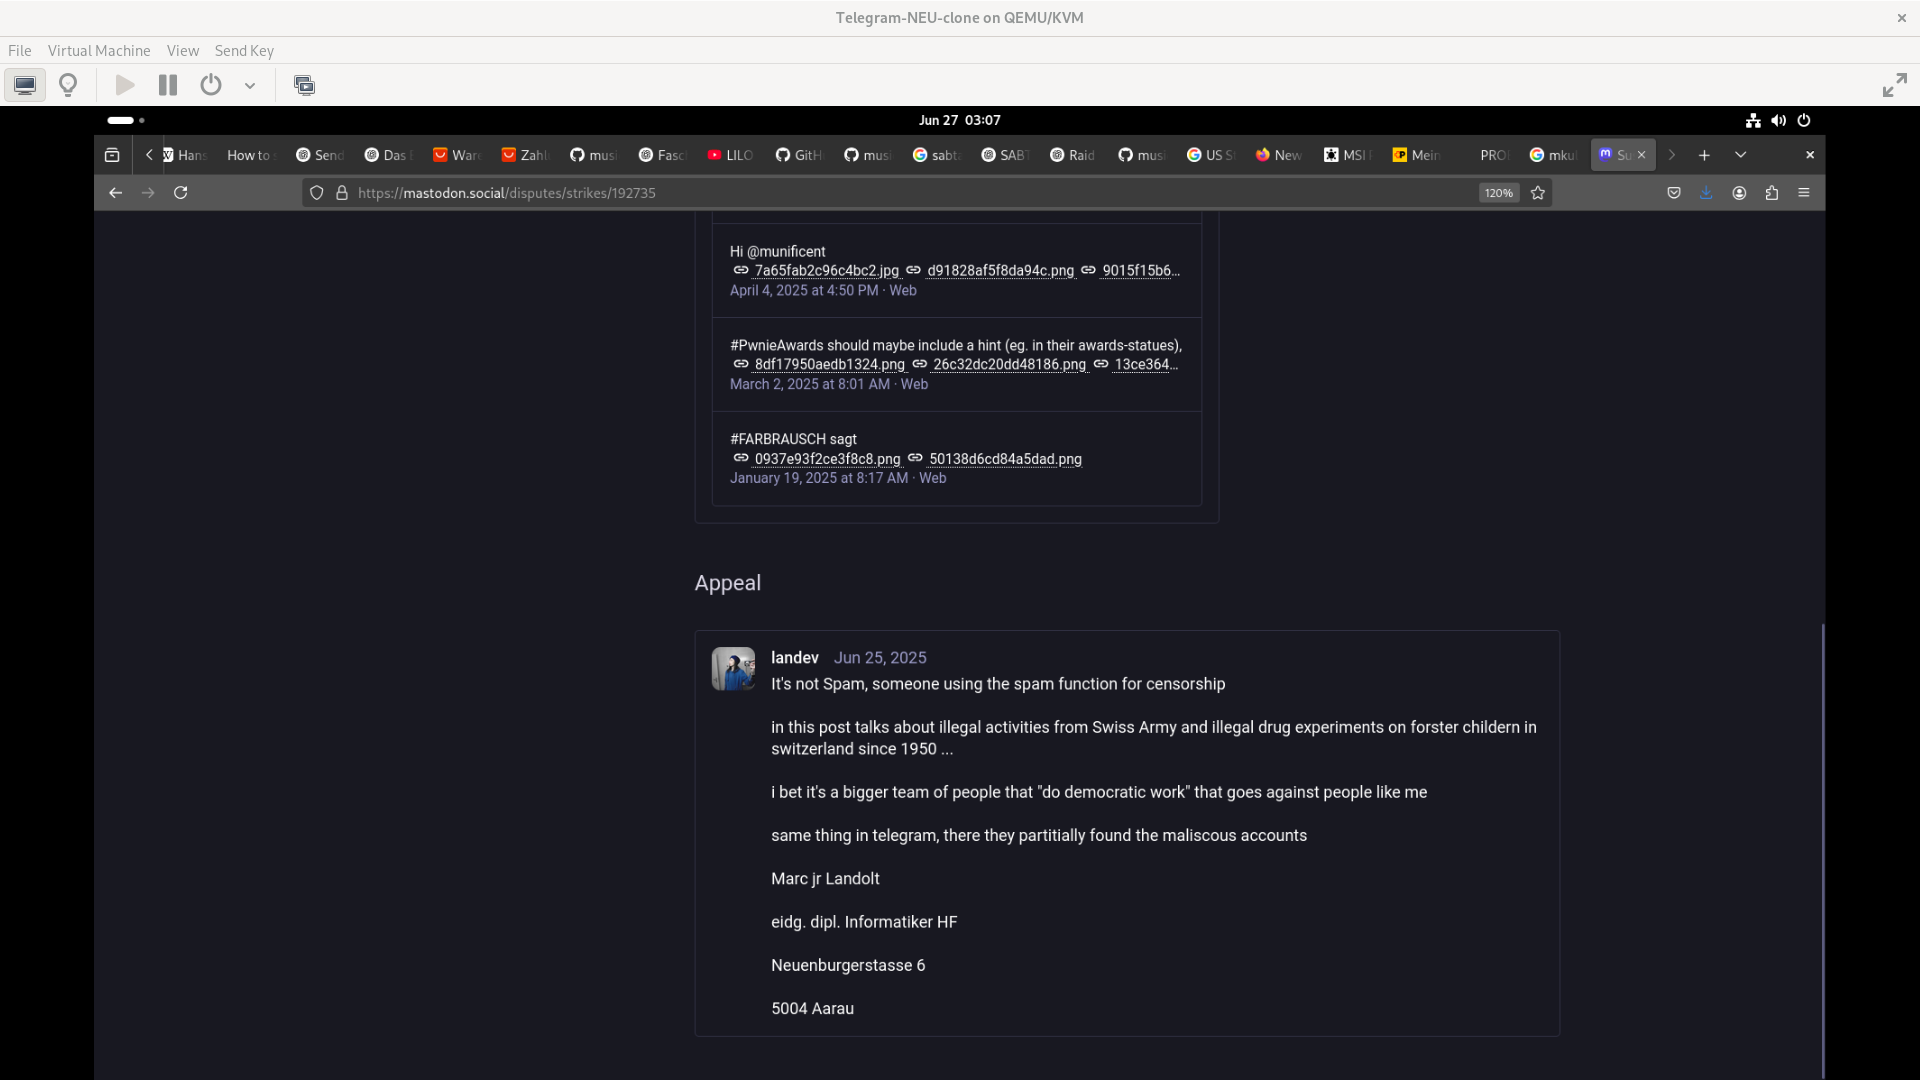 Telegram-NEU-clone on QEMU/KVM
File Virtual Machine View Send Key
Jun 27 03:07
Hans How to Send Das Ware Zahl musi Fasc LILO GitH musi sabt SABT Raid musi US S New MSI Mein PRO mku Su
https://mastodon.social/disputes/strikes/192735 120%
Hi @munificent
7a65fab2c96c4bc2.jpg d91828af5f8da94c.png 9015f15b6…
April 4, 2025 at 4:50 PM · Web
#PwnieAwards should maybe include a hint (eg. in their awards-statues),
8df17950aedb1324.png 26c32dc20dd48186.png 13ce364…
March 2, 2025 at 8:01 AM · Web
#FARBRAUSCH sagt
0937e93f2ce3f8c8.png 50138d6cd84a5dad.png
January 19, 2025 at 8:17 AM · Web
Appeal
landev Jun 25, 2025
It's not Spam, someone using the spam function for censorship
in this post talks about illegal activities from Swiss Army and illegal drug experiments on forster childern in
switzerland since 1950 ...
i bet it's a bigger team of people that "do democratic work" that goes against people like me
same thing in telegram, there they partitially found the maliscous accounts
Marc jr Landolt
eidg. dipl. Informatiker HF
Neuenburgerstasse 6
5004 Aarau